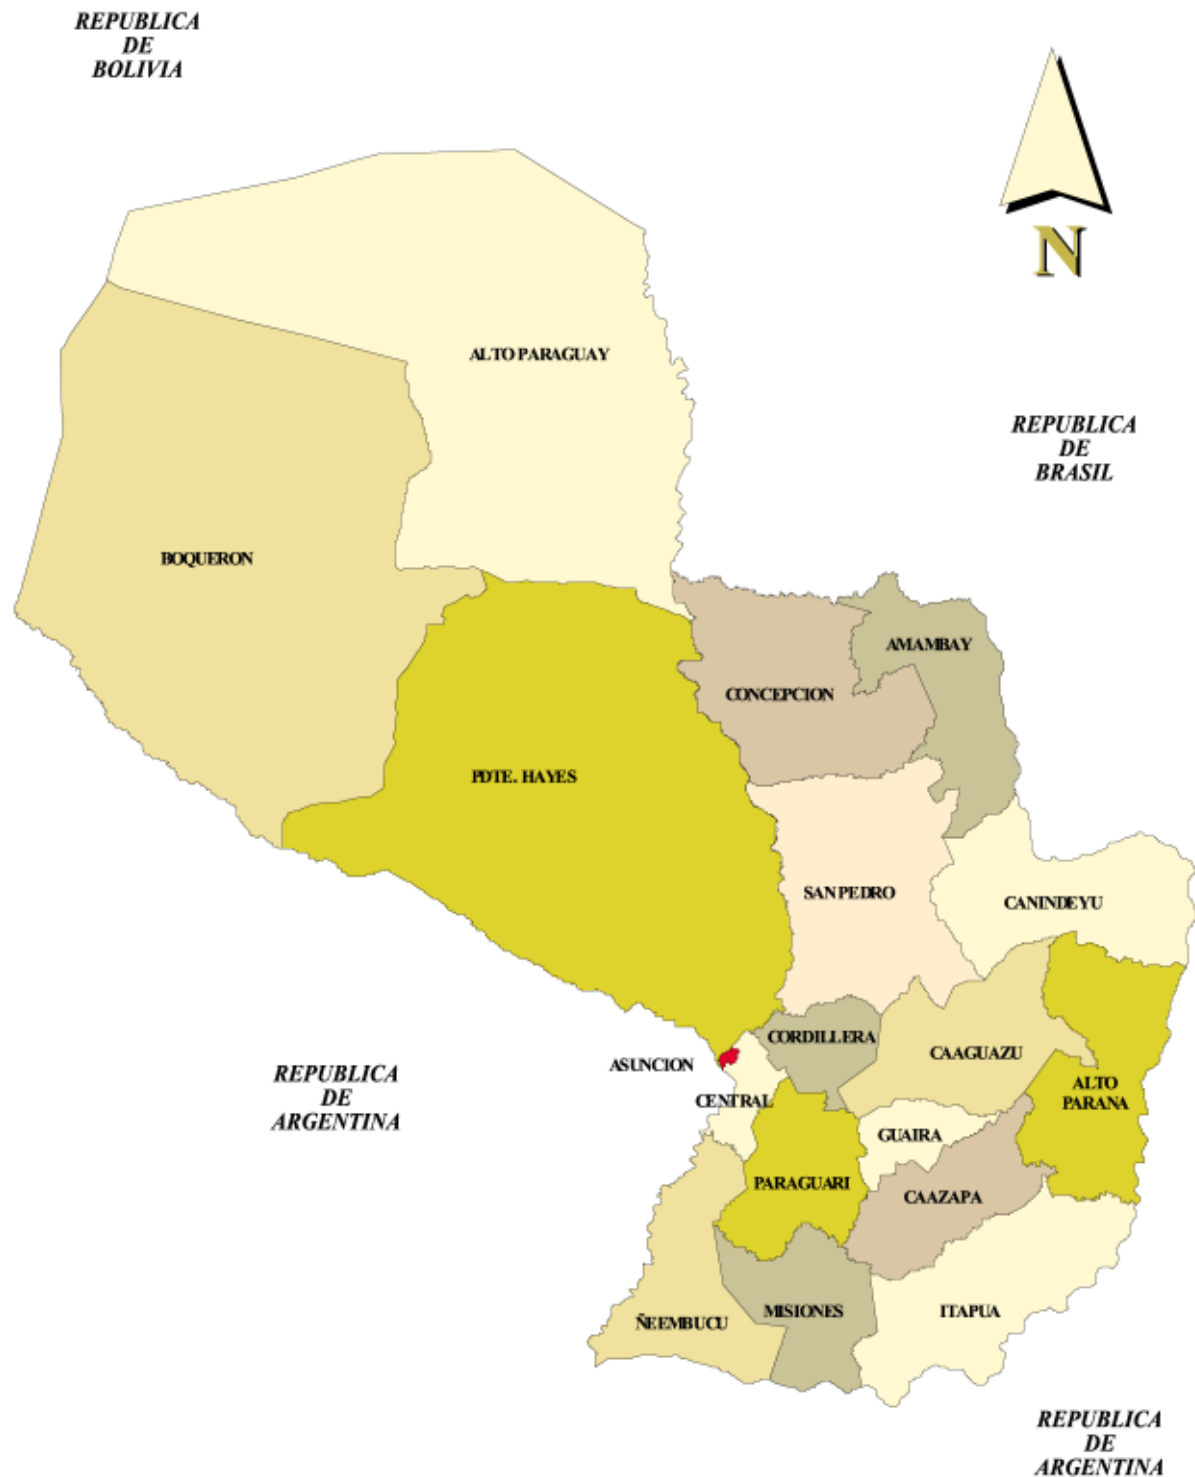 REPUBLICA
DE
BOLIVIA
N
ALTO PARAGUAY
REPUBLICA
DE
BRASIL
BOQUERON
AMAMBAY
CONCEPCION
PDTE. HAYES
SAN PEDRO
CANINDEYU
CORDILLERA
CAAGUAZU
ASUNCION
REPUBLICA
DE
ARGENTINA
ALTO
PARANA
CENTRAL
GUAIRA
PARAGUARI
CAAZAPA
MISIONES
ITAPUA
ÑEEMBUCU
REPUBLICA
DE
ARGENTINA